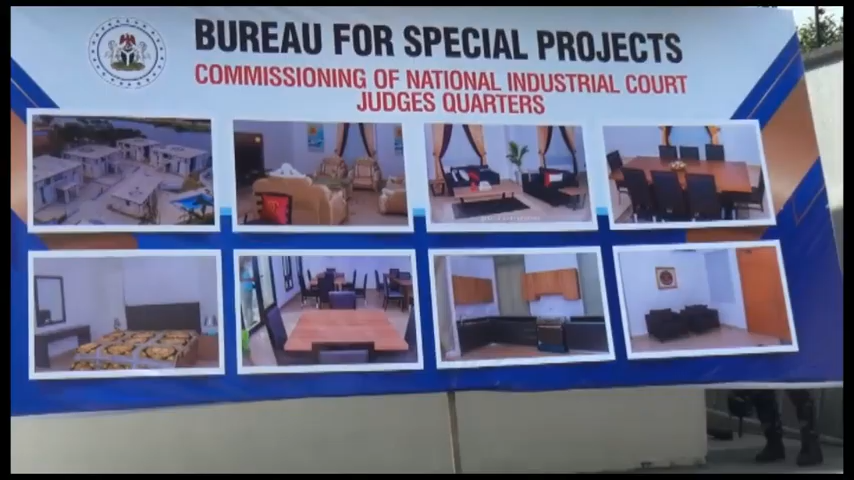 BUREAU FOR SPECIAL PROJECTS
COMMISSIONING OF NATIONAL INDUSTRIAL COURT
JUDGES QUARTERS